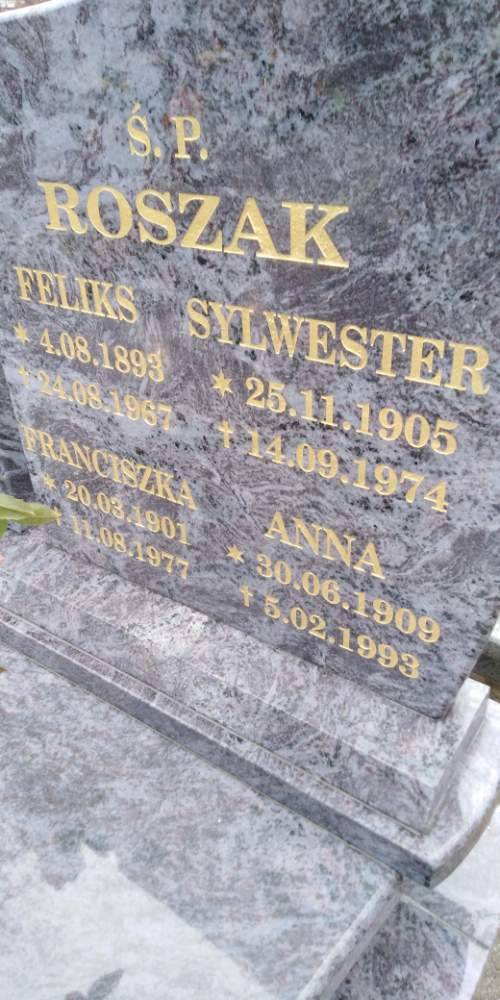 Ś. P.
ROSZAK
FELIKS
* 4.08.1893
† 24.08.1967
SYLWESTER
* 25.11.1905
† 14.09.1974
FRANCISZKA
* 20.03.1901
† 11.08.1977
ANNA
* 30.06.1909
† 5.02.1993